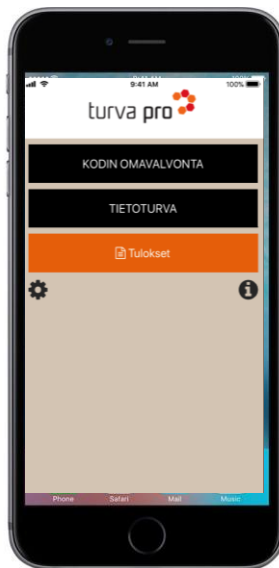 9:41 AM 100%
turva pro
KODIN OMAVALVONTA
TIETOTURVA
Tulokset
Phone Safari Mail Music